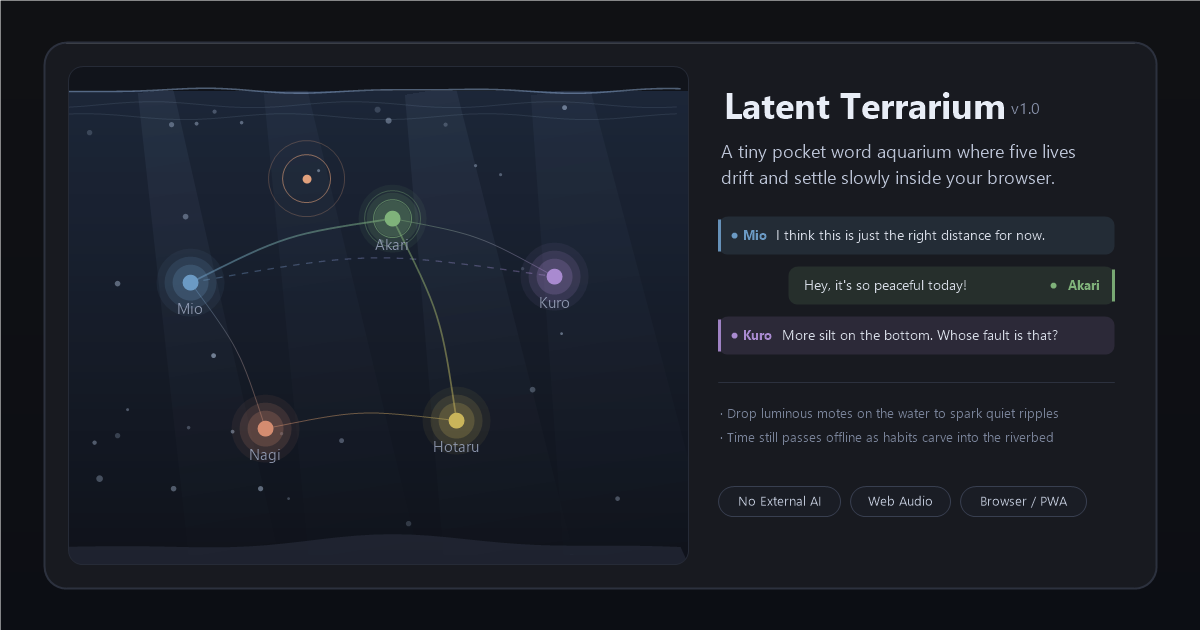 Akari
Mio
Kuro
Nagi
Hotaru
Latent Terrarium v1.0
A tiny pocket word aquarium where five lives
drift and settle slowly inside your browser.
• Mio I think this is just the right distance for now.
Hey, it's so peaceful today! • Akari
• Kuro More silt on the bottom. Whose fault is that?
· Drop luminous motes on the water to spark quiet ripples
· Time still passes offline as habits carve into the riverbed
No External AI Web Audio Browser / PWA